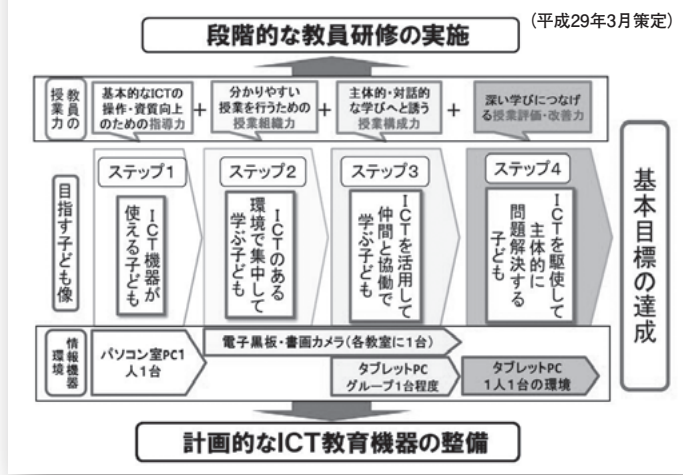 (平成29年3月策定)
段階的な教員研修の実施
教員の
授業力
基本的なICTの
操作・資質向上
のための指導力
+
分かりやすい
授業を行うための
授業組織力
+
主体的・対話的
な学びへと誘う
授業構成力
+
深い学びにつなげ
る授業評価・改善力
目指す子ども像
ステップ1
ICT機器が
使える子ども
ステップ2
ICTのある
環境で集中して
学ぶ子ども
ステップ3
ICTを活用して
仲間と協働で
学ぶ子ども
ステップ4
ICTを駆使して
主体的に
問題解決する
子ども
基本目標の達成
情報機器
環境
パソコン室PC1
人1台
電子黒板・書画カメラ(各教室に1台)
タブレットPC
グループ1台程度
タブレットPC
1人1台の環境
計画的なICT教育機器の整備